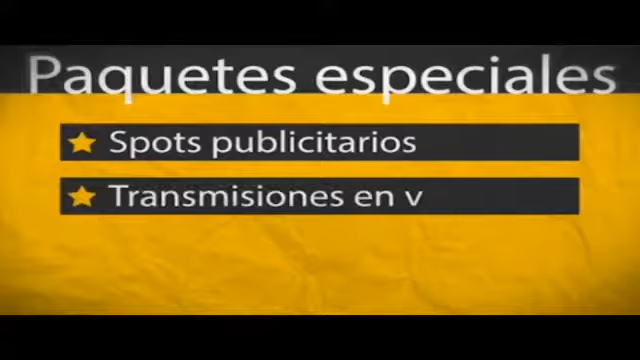 Paquetes especiales
Spots publicitarios
Transmisiones en v